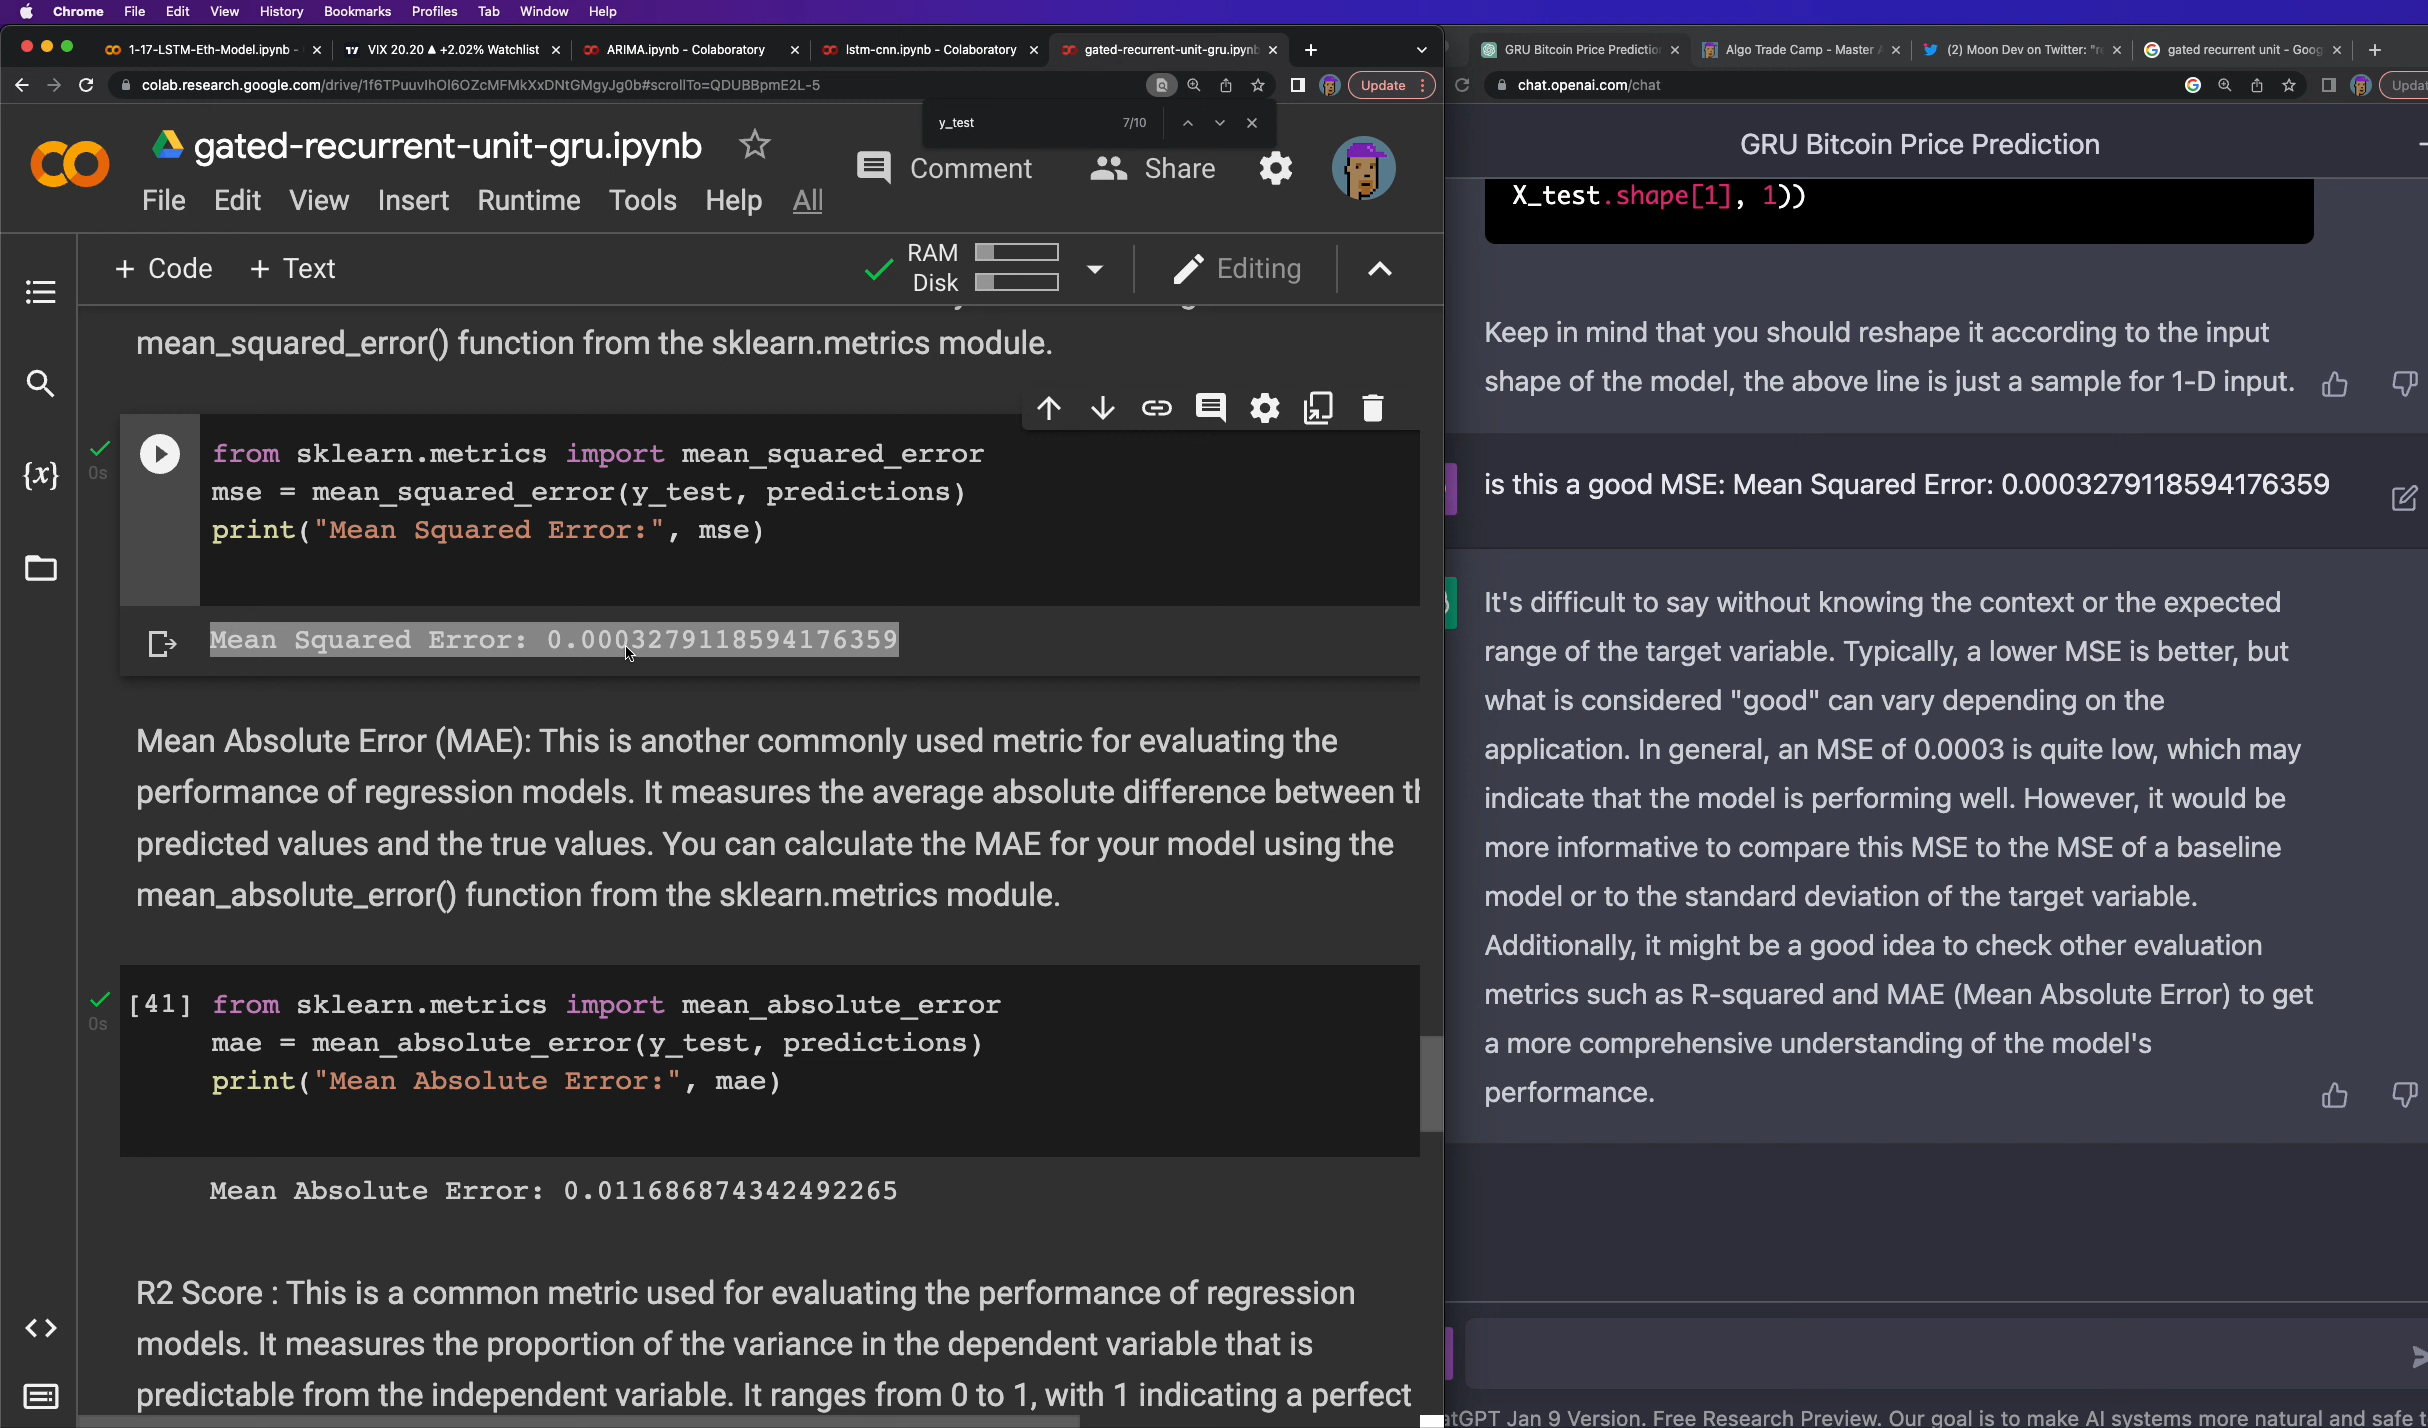 Chrome File Edit View History Bookmarks Profiles Tab Window Help
1-17-LSTM-Eth-Model.ipynb - VIX 20.20 ▲ +2.02% Watchlist ARIMA.ipynb - Colaboratory lstm-cnn.ipynb - Colaboratory gated-recurrent-unit-gru.ipynb
colab.research.google.com/drive/1f6TPuuvIhOl6OZcMFMkXxDNtGMgyJg0b#scrollTo=QDUBBpmE2L-5 Update
y_test 7/10
gated-recurrent-unit-gru.ipynb
Comment Share
File Edit View Insert Runtime Tools Help All
+ Code + Text RAM Disk Editing
mean_squared_error() function from the sklearn.metrics module.
0s
from sklearn.metrics import mean_squared_error
mse = mean_squared_error(y_test, predictions)
print("Mean Squared Error:", mse)
Mean Squared Error: 0.0003279118594176359
Mean Absolute Error (MAE): This is another commonly used metric for evaluating the
performance of regression models. It measures the average absolute difference between th
predicted values and the true values. You can calculate the MAE for your model using the
mean_absolute_error() function from the sklearn.metrics module.
0s
[41] from sklearn.metrics import mean_absolute_error
mae = mean_absolute_error(y_test, predictions)
print("Mean Absolute Error:", mae)
Mean Absolute Error: 0.011686874342492265
R2 Score : This is a common metric used for evaluating the performance of regression
models. It measures the proportion of the variance in the dependent variable that is
predictable from the independent variable. It ranges from 0 to 1, with 1 indicating a perfect
GRU Bitcoin Price Prediction Algo Trade Camp - Master (2) Moon Dev on Twitter: gated recurrent unit - Goog
chat.openai.com/chat
GRU Bitcoin Price Prediction
X_test.shape[1], 1))
Keep in mind that you should reshape it according to the input
shape of the model, the above line is just a sample for 1-D input.
is this a good MSE: Mean Squared Error: 0.0003279118594176359
It's difficult to say without knowing the context or the expected
range of the target variable. Typically, a lower MSE is better, but
what is considered "good" can vary depending on the
application. In general, an MSE of 0.0003 is quite low, which may
indicate that the model is performing well. However, it would be
more informative to compare this MSE to the MSE of a baseline
model or to the standard deviation of the target variable.
Additionally, it might be a good idea to check other evaluation
metrics such as R-squared and MAE (Mean Absolute Error) to get
a more comprehensive understanding of the model's
performance.
atGPT Jan 9 Version. Free Research Preview. Our goal is to make AI systems more natural and safe t